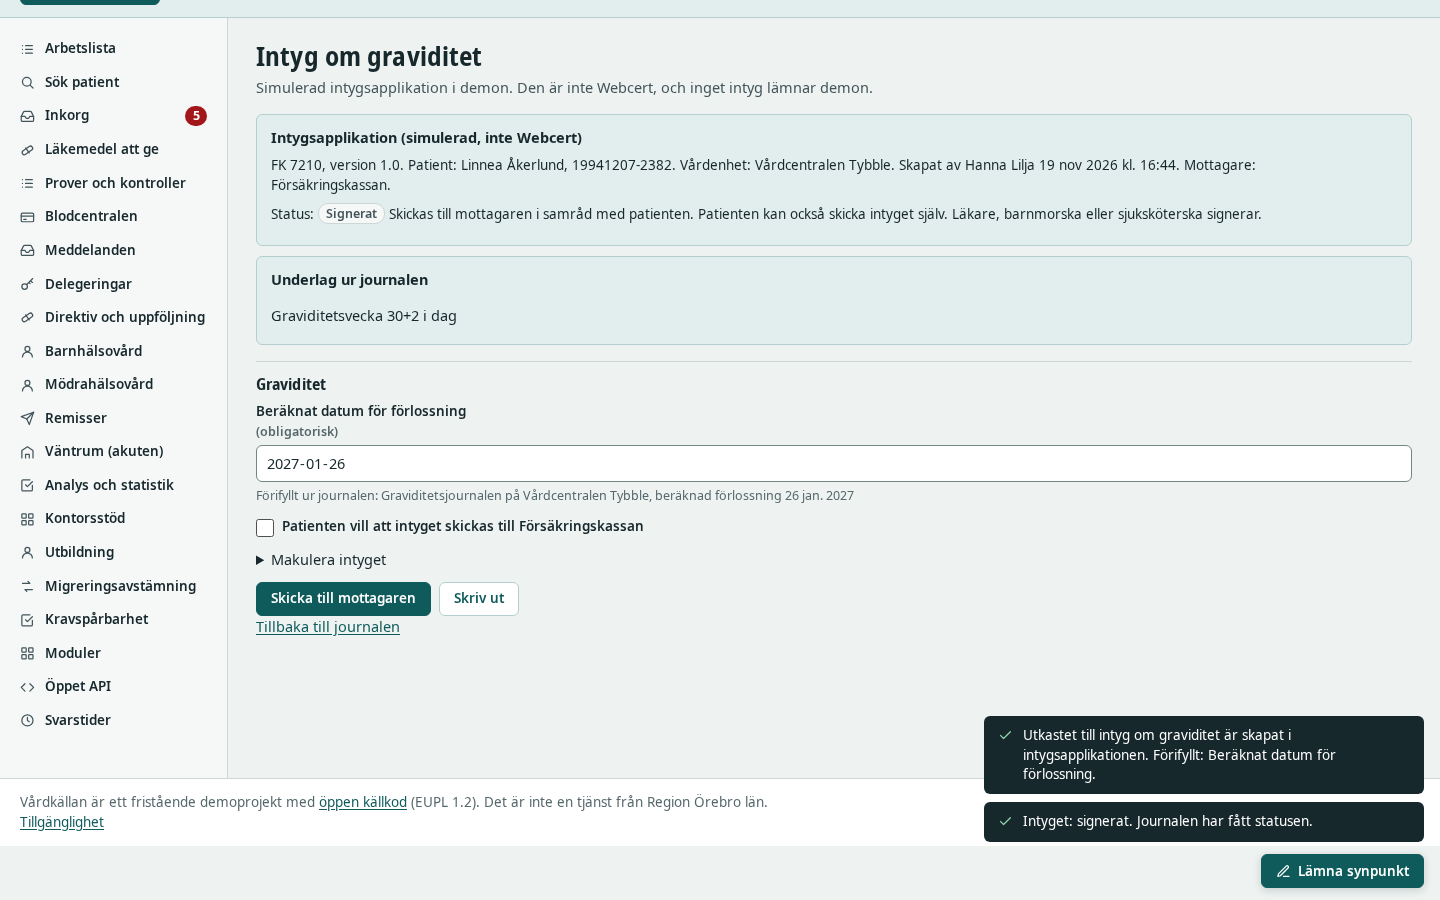 Arbetslista
Sök patient
Inkorg
5
Läkemedel att ge
Prover och kontroller
Blodcentralen
Meddelanden
Delegeringar
Direktiv och uppföljning
Barnhälsovård
Mödrahälsovård
Remisser
Väntrum (akuten)
Analys och statistik
Kontorsstöd
Utbildning
Migreringsavstämning
Kravspårbarhet
Moduler
Öppet API
Svarstider
Intyg om graviditet
Simulerad intygsapplikation i demon. Den är inte Webcert, och inget intyg lämnar demon.
Intygsapplikation (simulerad, inte Webcert)
FK 7210, version 1.0. Patient: Linnea Åkerlund, 19941207-2382. Vårdenhet: Vårdcentralen Tybble. Skapat av Hanna Lilja 19 nov 2026 kl. 16:44. Mottagare:
Försäkringskassan.
Status: Signerat Skickas till mottagaren i samråd med patienten. Patienten kan också skicka intyget själv. Läkare, barnmorska eller sjuksköterska signerar.
Underlag ur journalen
Graviditetsvecka 30+2 i dag
Graviditet
Beräknat datum för förlossning
(obligatorisk)
2027-01-26
Förifyllt ur journalen: Graviditetsjournalen på Vårdcentralen Tybble, beräknad förlossning 26 jan. 2027
Patienten vill att intyget skickas till Försäkringskassan
Makulera intyget
Skicka till mottagaren
Skriv ut
Tillbaka till journalen
Utkastet till intyg om graviditet är skapat i
intygsapplikationen. Förifyllt: Beräknat datum för
förlossning.
Intyget: signerat. Journalen har fått statusen.
Vårdkällan är ett fristående demoprojekt med öppen källkod (EUPL 1.2). Det är inte en tjänst från Region Örebro län.
Tillgänglighet
Lämna synpunkt